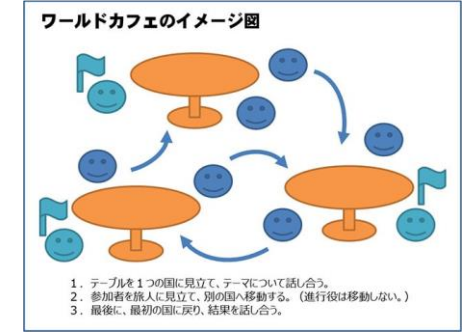 ワールドカフェのイメージ図
1．テーブルを１つの国に見立て、テーマについて話し合う。
2．参加者を旅人に見立て、別の国へ移動する。（進行役は移動しない。）
3．最後に、最初の国に戻り、結果を話し合う。